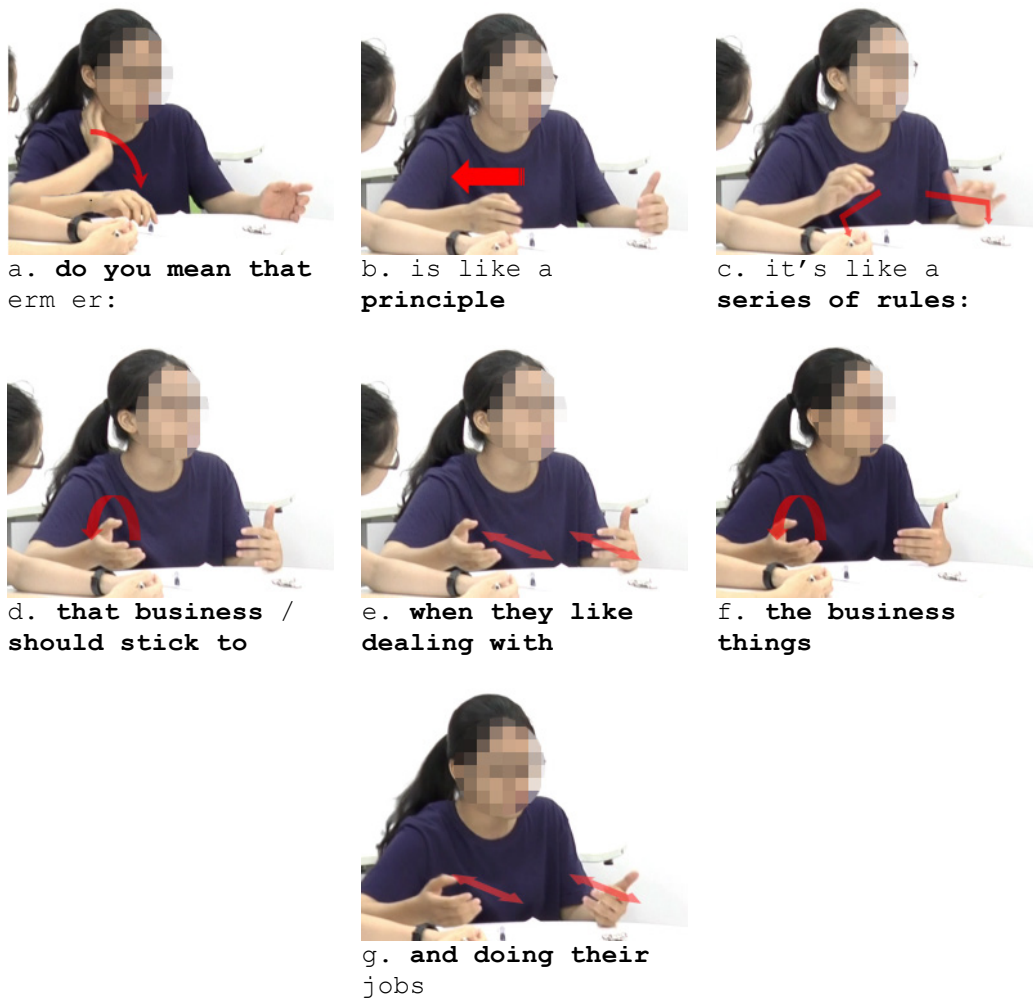 a. do you mean that
erm er:
b. is like a
principle
c. it’s like a
series of rules:
d. that business /
should stick to
e. when they like
dealing with
f. the business
things
g. and doing their
jobs